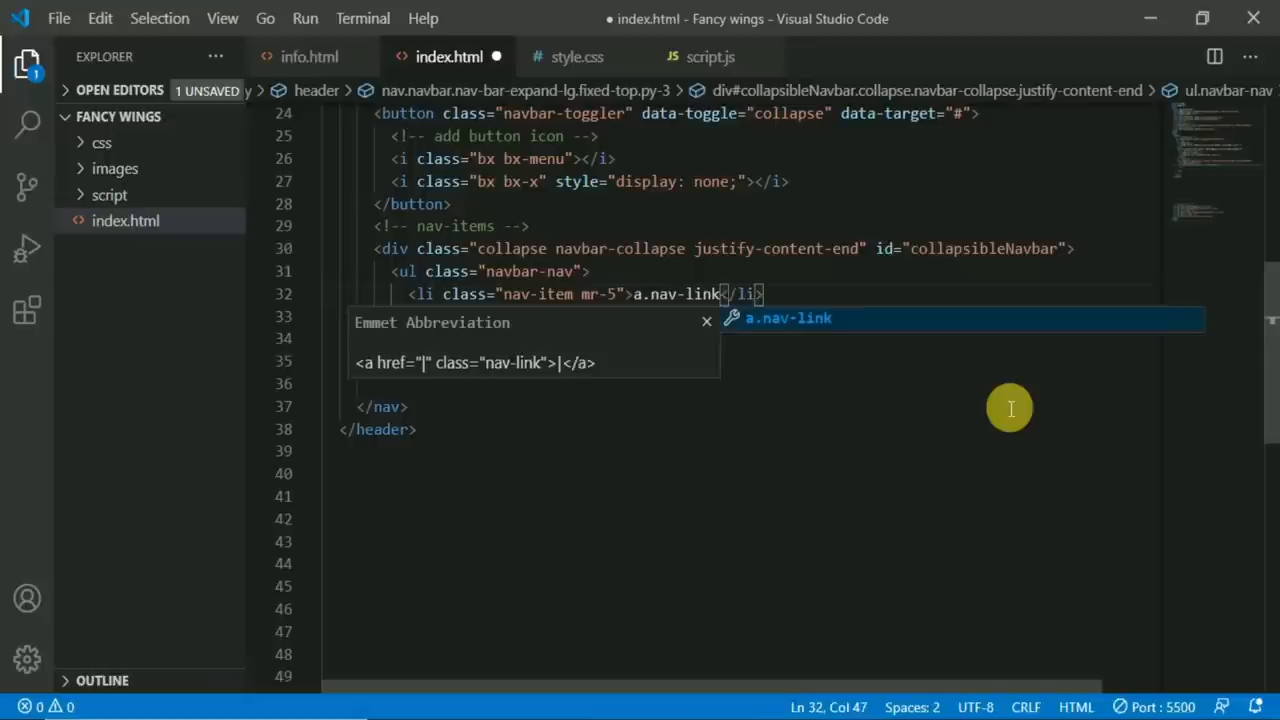 File Edit Selection View Go Run Terminal Help
● index.html - Fancy wings - Visual Studio Code
EXPLORER
info.html
index.html
# style.css
JS script.js
OPEN EDITORS 1 UNSAVED
y > header > nav.navbar.nav-bar-expand-lg.fixed-top.py-3 > div#collapsibleNavbar.collapse.navbar-collapse.justify-content-end > ul.navbar-nav
1
FANCY WINGS
css
images
script
index.html
24 <button class="navbar-toggler" data-toggle="collapse" data-target="#">
25 <!-- add button icon -->
26 <i class="bx bx-menu"></i>
27 <i class="bx bx-x" style="display: none;"></i>
28 </button>
29 <!-- nav-items -->
30 <div class="collapse navbar-collapse justify-content-end" id="collapsibleNavbar">
31 <ul class="navbar-nav">
32 <li class="nav-item mr-5">a.nav-link</li>
33
Emmet Abbreviation
a.nav-link
34
35
<a href="|" class="nav-link">|</a>
36
37 </nav>
38 </header>
39
40
41
42
43
44
45
46
47
48
49
OUTLINE
0 0
Ln 32, Col 47 Spaces: 2 UTF-8 CRLF HTML Port : 5500